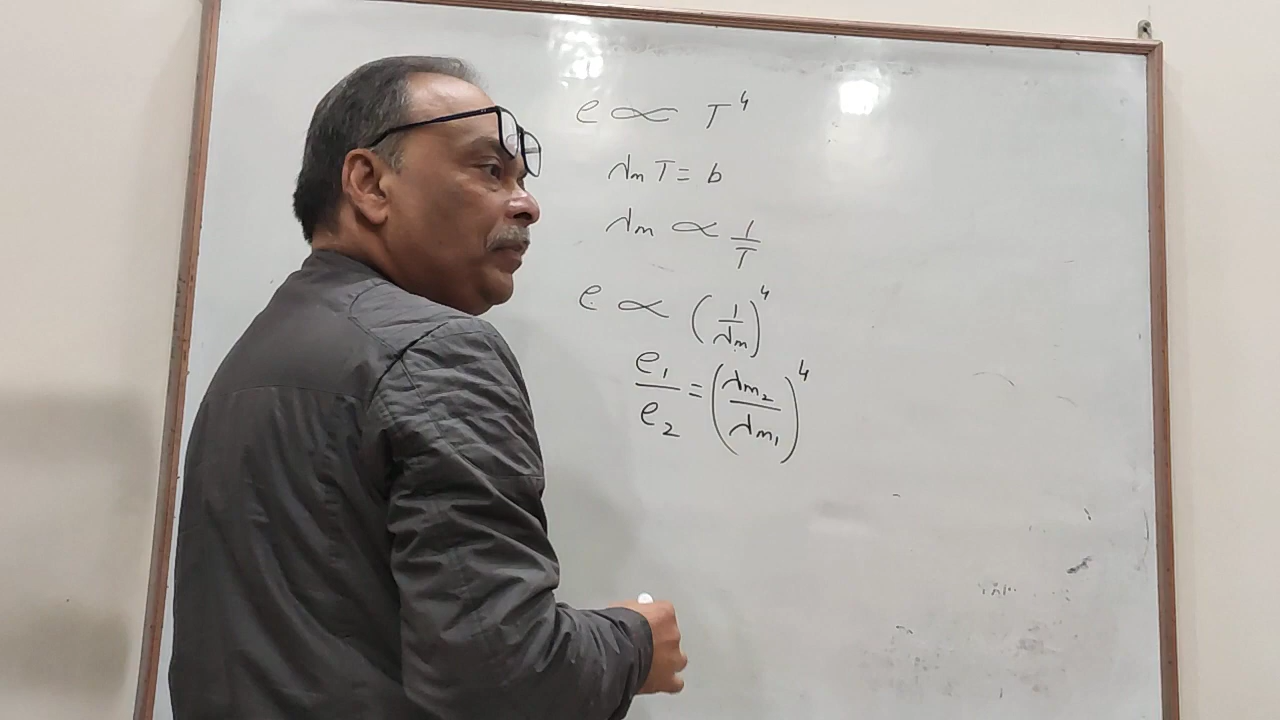 e ∝ T⁴
λm T = b
λm ∝ 1/T
e ∝ (1/λm)⁴
e₁/e₂ = (λm₂/λm₁)⁴